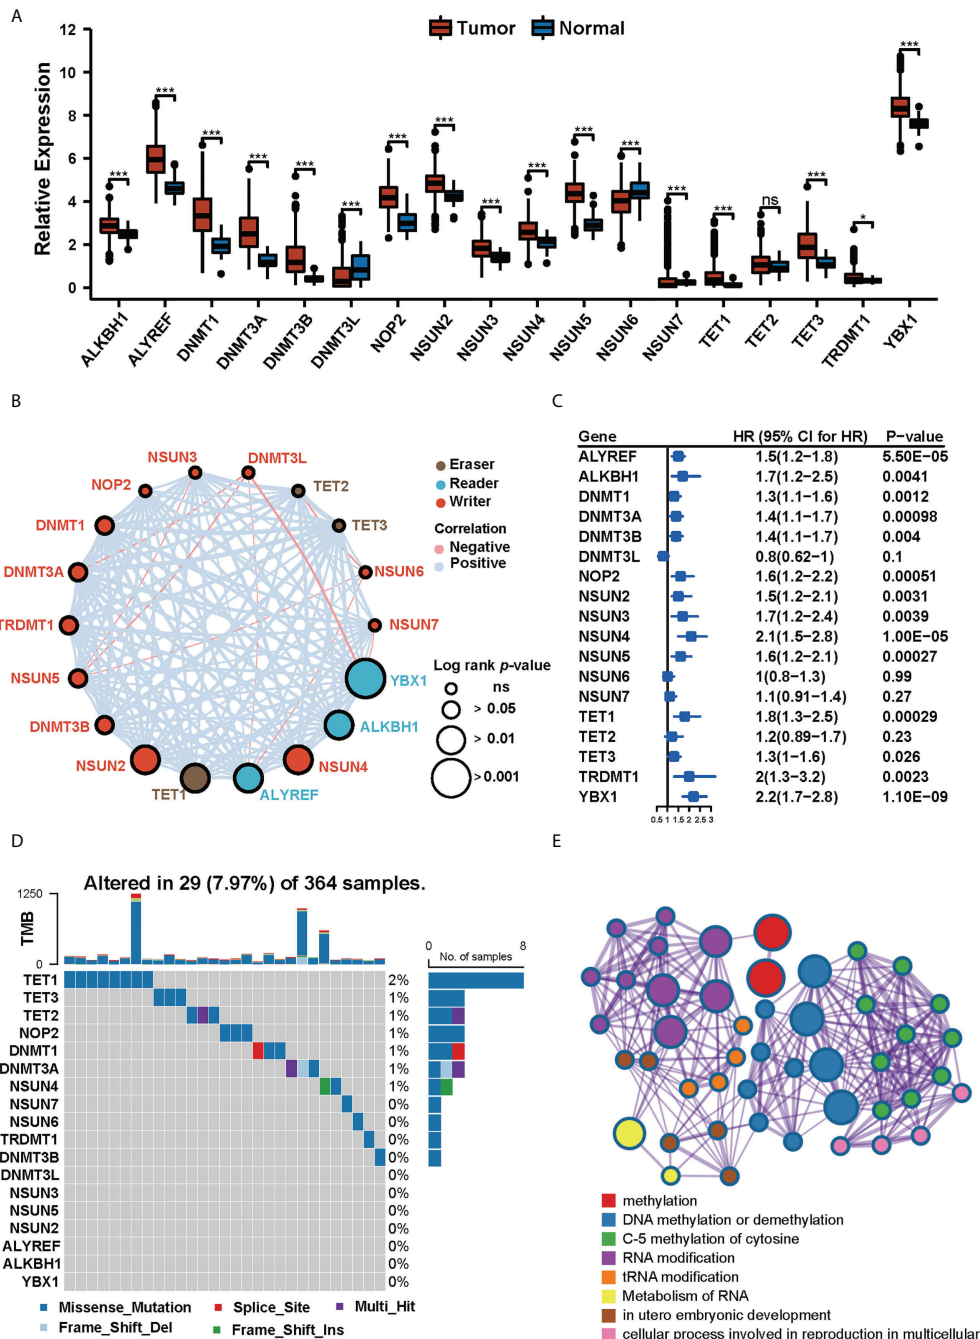 A
Tumor Normal
Relative Expression
12
10
8
6
4
2
0
*** *** *** *** *** *** *** *** *** *** *** *** *** *** ns *** * ***
ALKBH1 ALYREF DNMT1 DNMT3A DNMT3B DNMT3L NOP2 NSUN2 NSUN3 NSUN4 NSUN5 NSUN6 NSUN7 TET1 TET2 TET3 TRDMT1 YBX1
B
NSUN3
DNMT3L
NOP2
TET2
DNMT1
TET3
DNMT3A
NSUN6
TRDMT1
NSUN7
NSUN5
YBX1
DNMT3B
ALKBH1
NSUN2
NSUN4
TET1
ALYREF
Eraser
Reader
Writer
Correlation
Negative
Positive
Log rank p-value
ns
> 0.05
> 0.01
>0.001
C
Gene HR (95% CI for HR) P-value
ALYREF 1.5(1.2−1.8) 5.50E−05
ALKBH1 1.7(1.2−2.5) 0.0041
DNMT1 1.3(1.1−1.6) 0.0012
DNMT3A 1.4(1.1−1.7) 0.00098
DNMT3B 1.4(1.1−1.7) 0.004
DNMT3L 0.8(0.62−1) 0.1
NOP2 1.6(1.2−2.2) 0.00051
NSUN2 1.5(1.2−2.1) 0.0031
NSUN3 1.7(1.2−2.4) 0.0039
NSUN4 2.1(1.5−2.8) 1.00E−05
NSUN5 1.6(1.2−2.1) 0.00027
NSUN6 1(0.8−1.3) 0.99
NSUN7 1.1(0.91−1.4) 0.27
TET1 1.8(1.3−2.5) 0.00029
TET2 1.2(0.89−1.7) 0.23
TET3 1.3(1−1.6) 0.026
TRDMT1 2(1.3−3.2) 0.0023
YBX1 2.2(1.7−2.8) 1.10E−09
0.5 1 1.5 2 2.5 3
D
Altered in 29 (7.97%) of 364 samples.
1250
TMB
0
0 8
No. of samples
TET1 2%
TET3 1%
TET2 1%
NOP2 1%
DNMT1 1%
DNMT3A 1%
NSUN4 1%
NSUN7 0%
NSUN6 0%
TRDMT1 0%
DNMT3B 0%
DNMT3L 0%
NSUN3 0%
NSUN5 0%
NSUN2 0%
ALYREF 0%
ALKBH1 0%
YBX1 0%
Missense_Mutation Splice_Site Multi_Hit
Frame_Shift_Del Frame_Shift_Ins
E
methylation
DNA methylation or demethylation
C-5 methylation of cytosine
RNA modification
tRNA modification
Metabolism of RNA
in utero embryonic development
cellular process involved in reproduction in multicellular